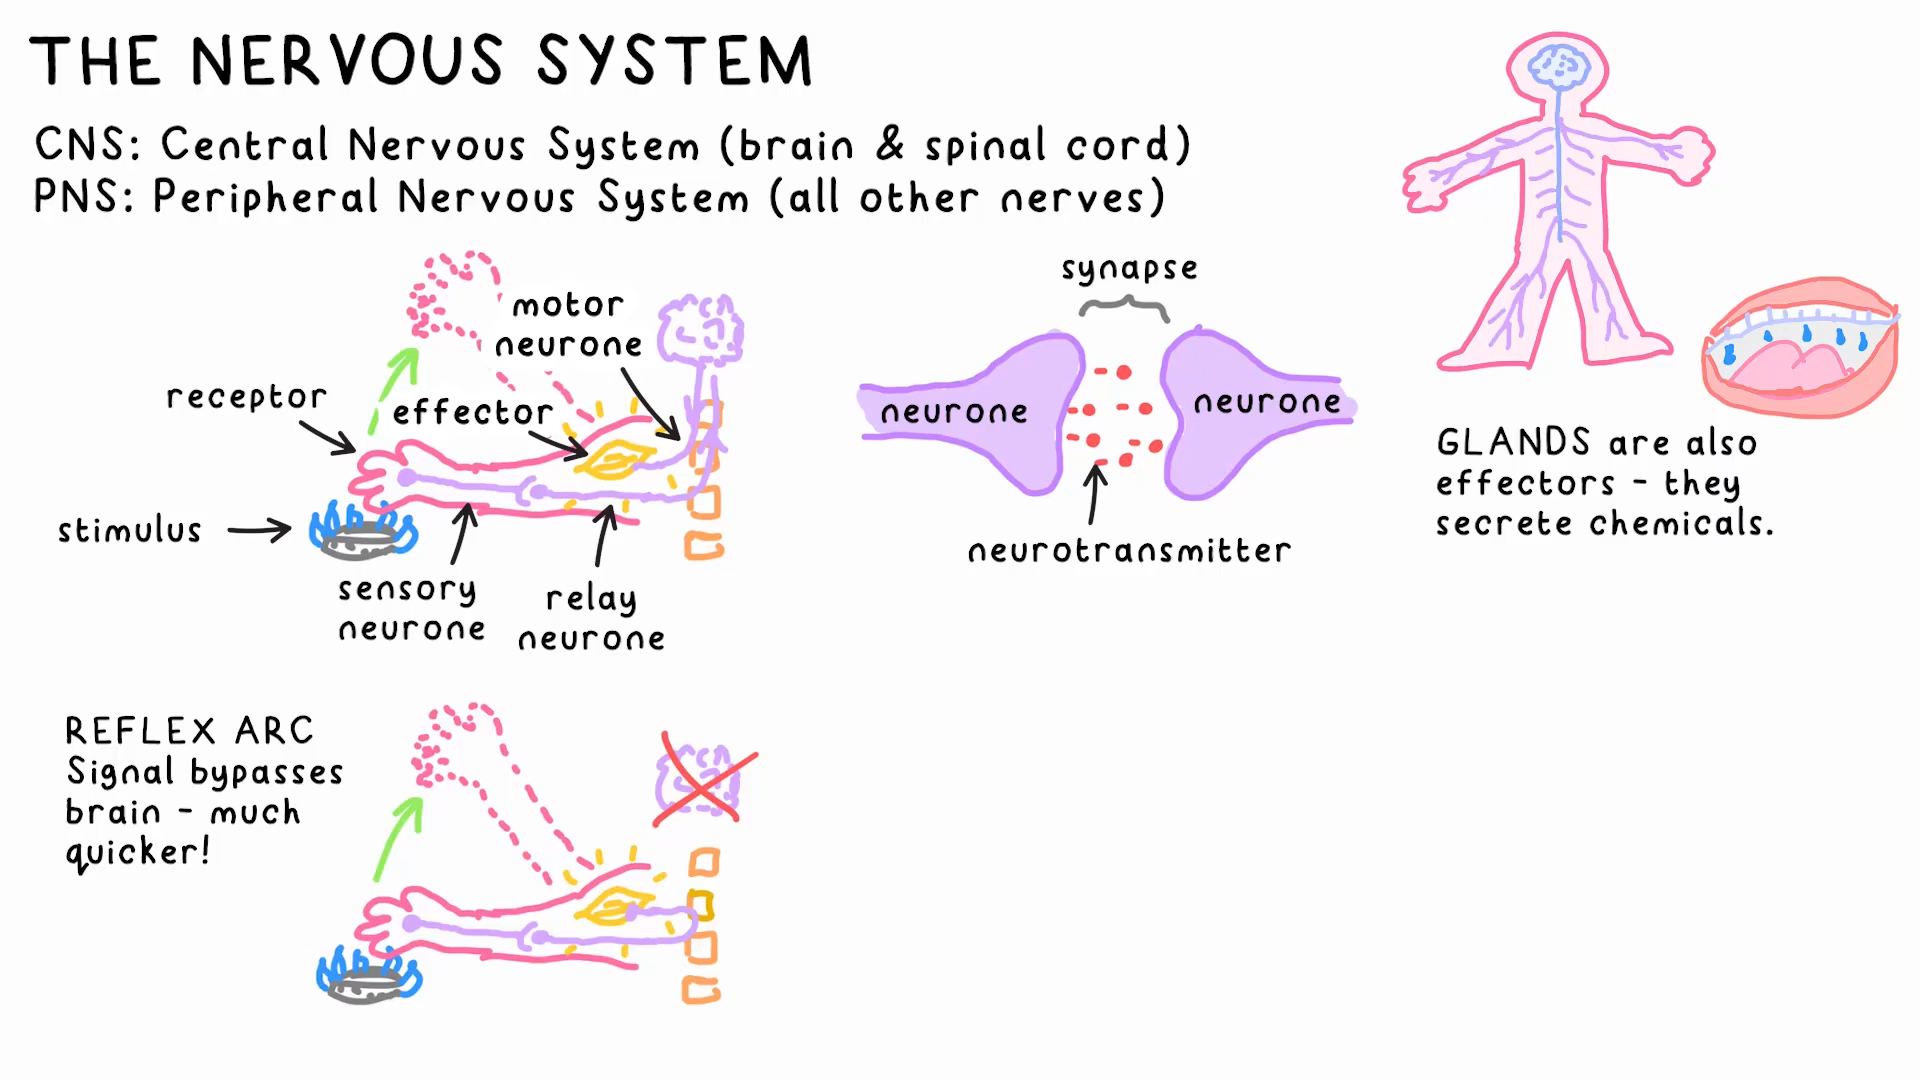 THE NERVOUS SYSTEM
CNS: Central Nervous System (brain & spinal cord)
PNS: Peripheral Nervous System (all other nerves)
motor
neurone
receptor
effector
stimulus
sensory
neurone
relay
neurone
synapse
neurone
neurone
neurotransmitter
GLANDS are also
effectors - they
secrete chemicals.
REFLEX ARC
Signal bypasses
brain - much
quicker!